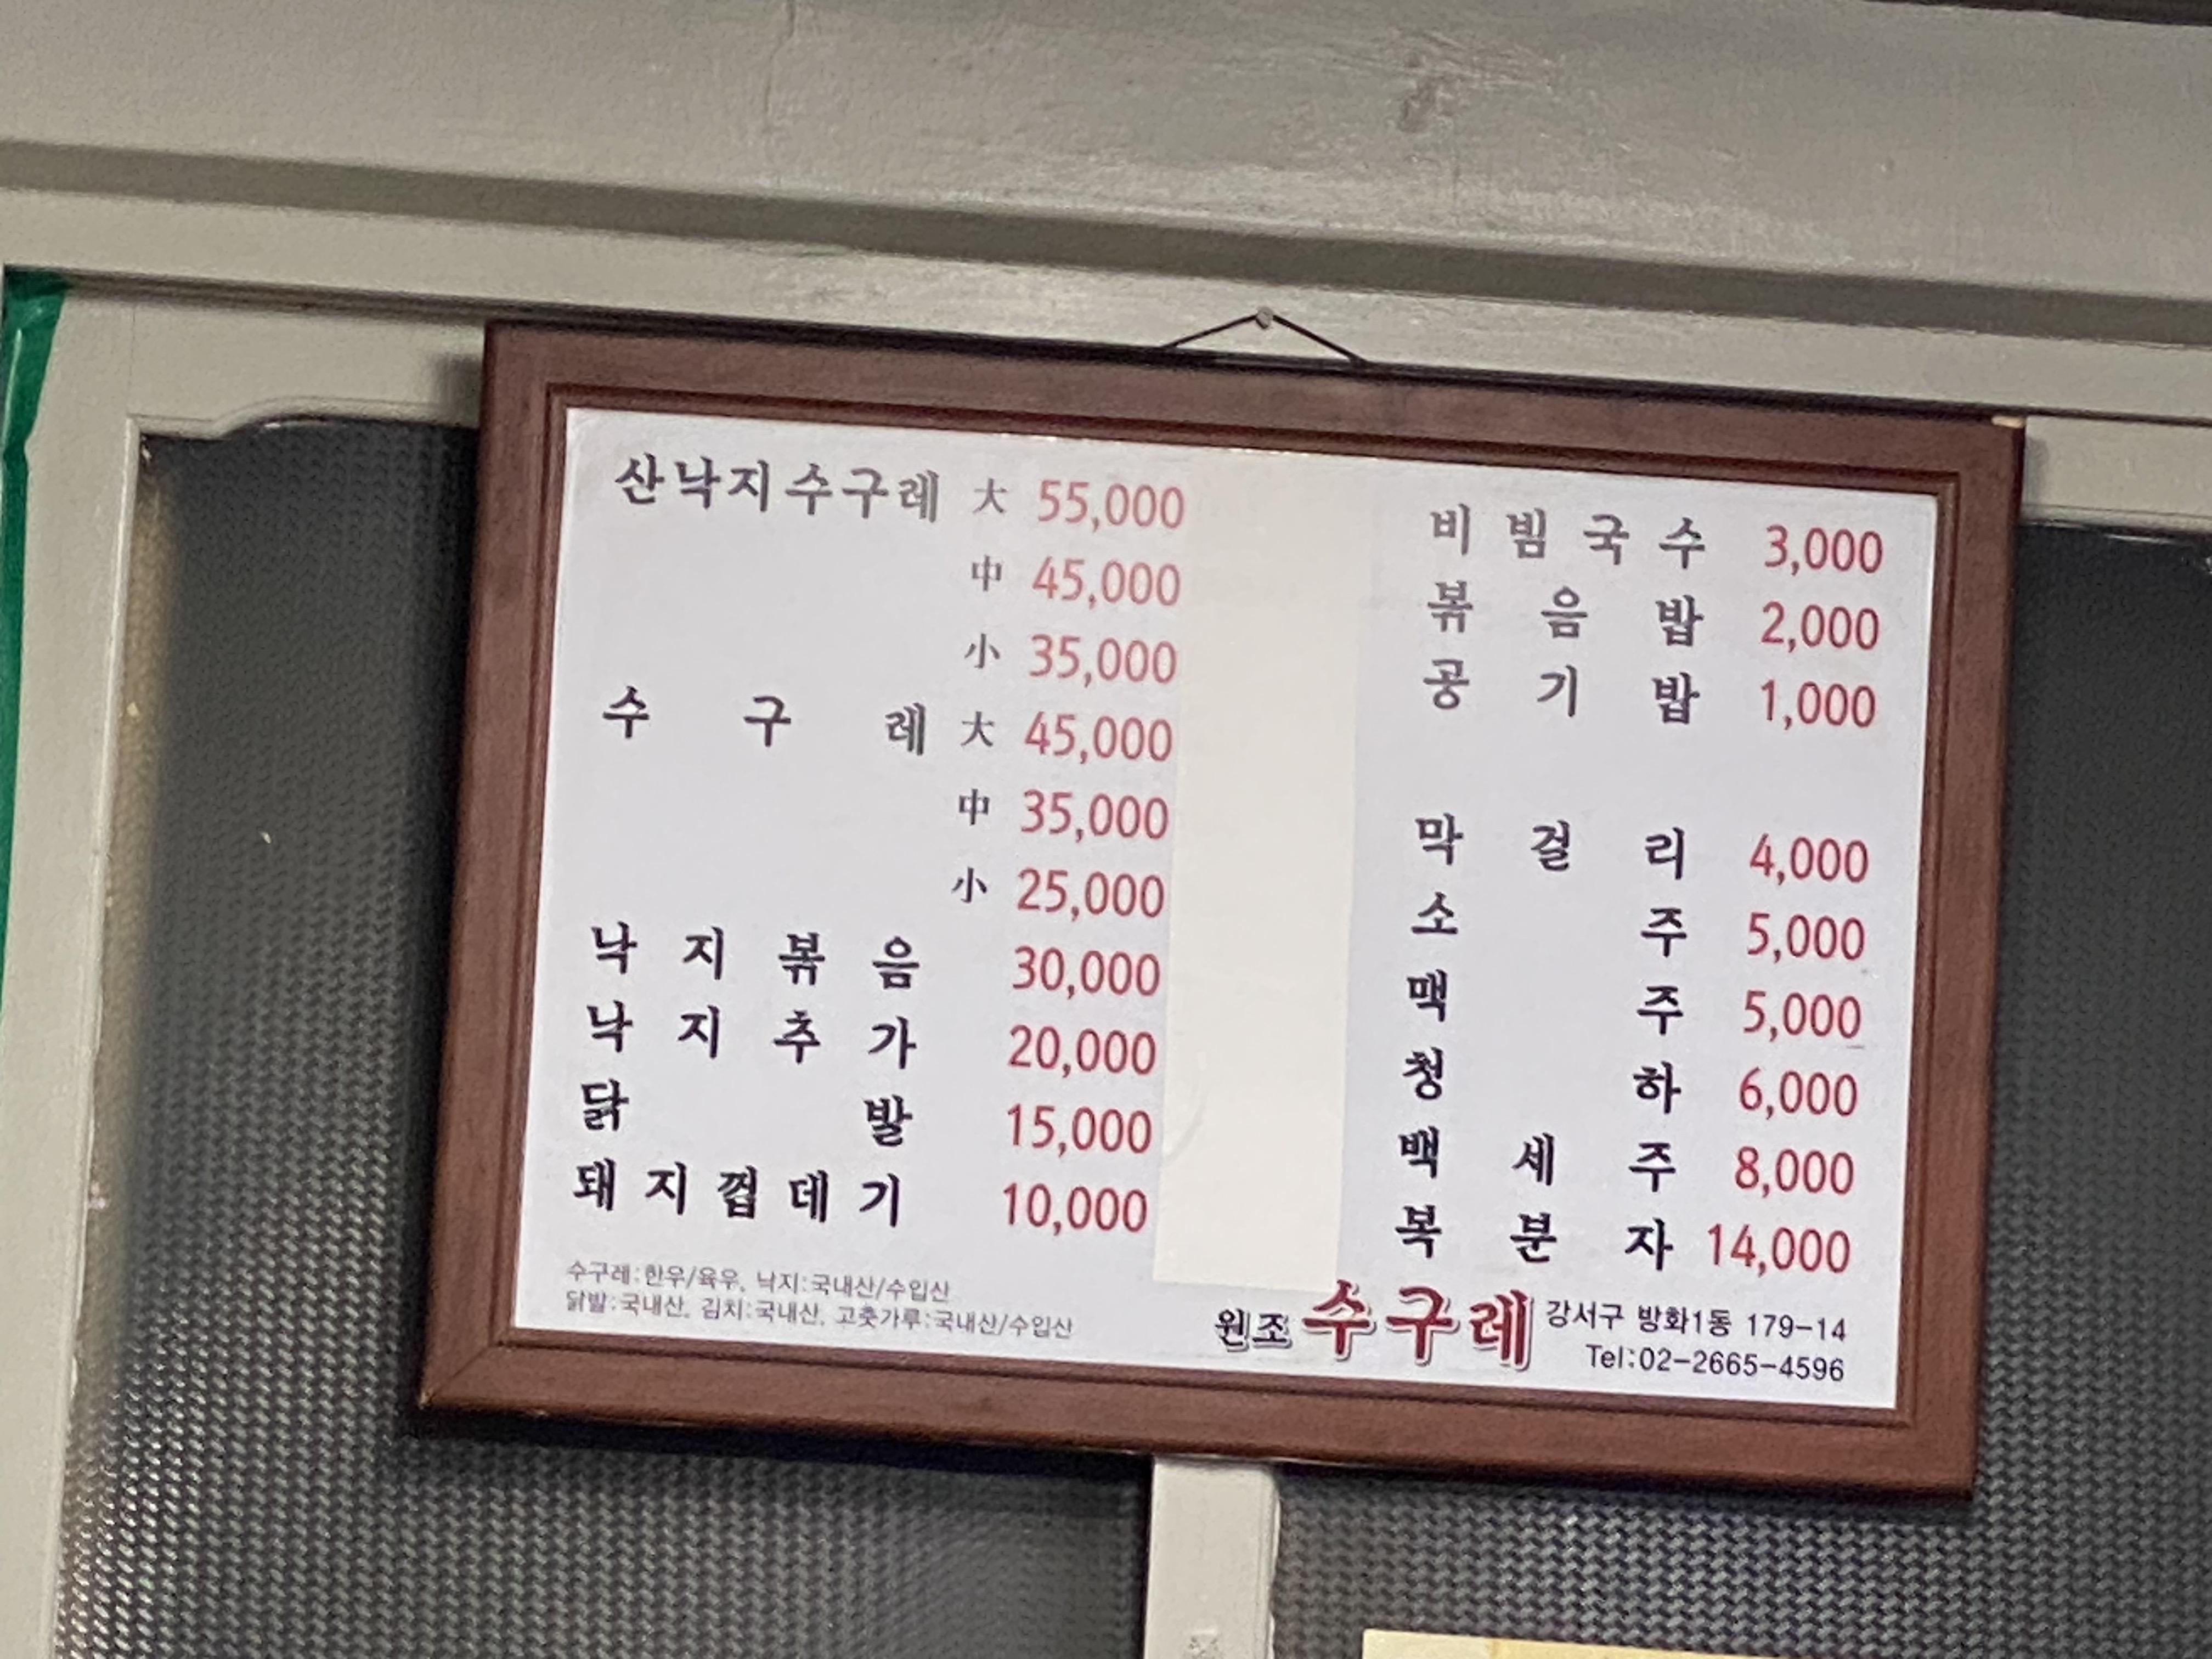 산낙지수구레 大 55,000
中 45,000
小 35,000
수구레 大 45,000
中 35,000
小 25,000
낙지볶음 30,000
낙지추가 20,000
닭발 15,000
돼지껍데기 10,000
수구레:한우/육우, 낙지:국내산/수입산
닭발:국내산, 김치:국내산, 고춧가루:국내산/수입산
비빔국수 3,000
볶음밥 2,000
공기밥 1,000
막걸리 4,000
소주 5,000
맥주 5,000
청하 6,000
백세주 8,000
복분자 14,000
원조 수구레 강서구 방화1동 179-14
Tel:02-2665-4596